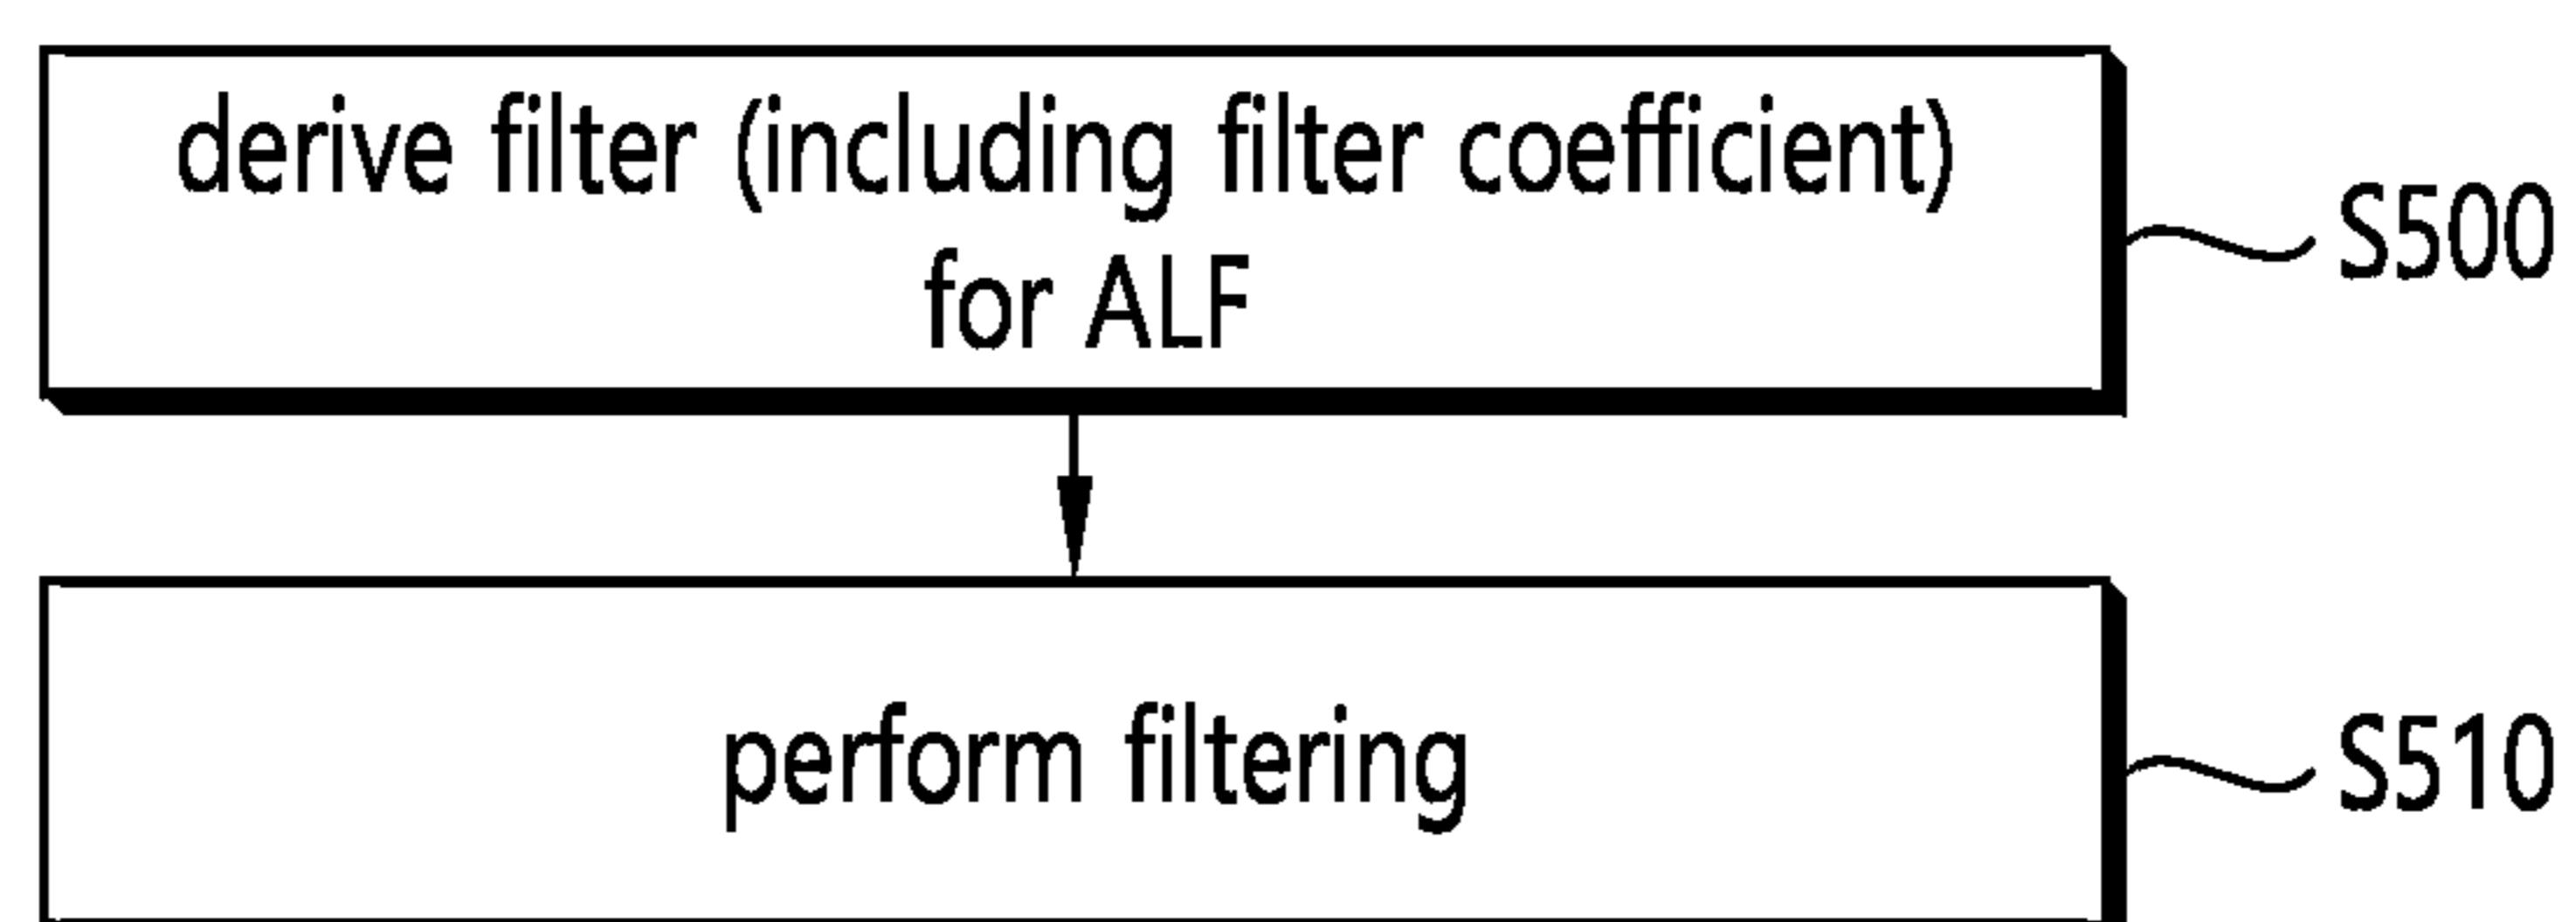 derive filter (including filter coefficient)
for ALF
S500
perform filtering
S510